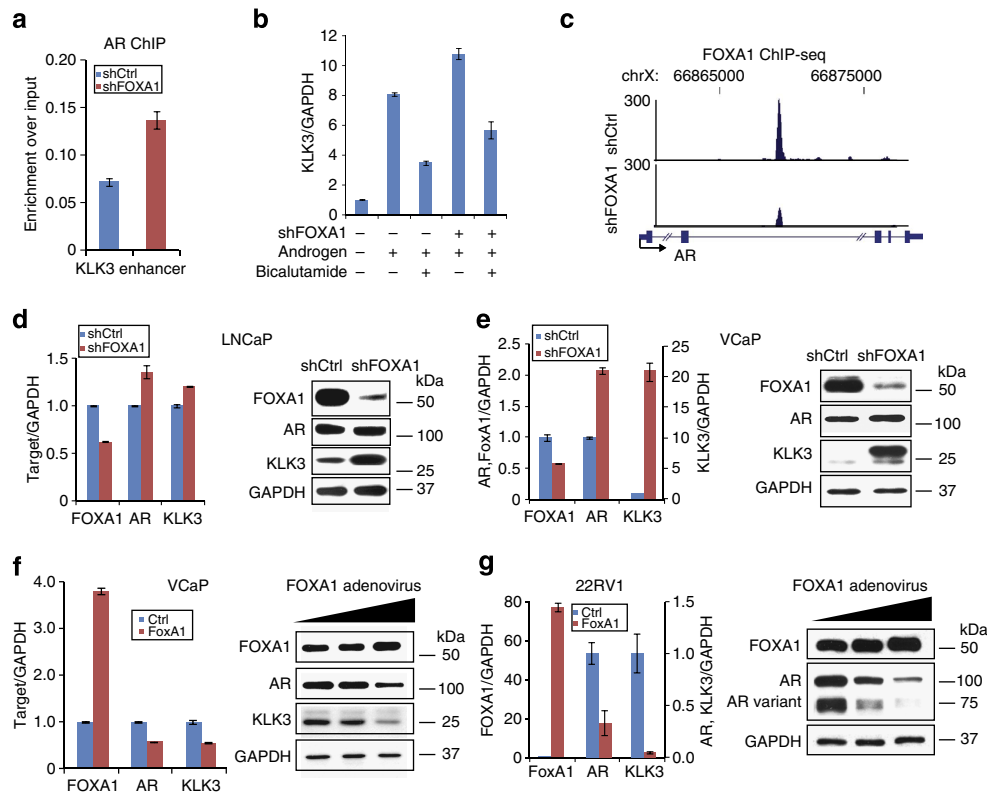 a
AR ChIP
shCtrl
shFOXA1
Enrichment over input
0.20
0.15
0.10
0.05
0
KLK3 enhancer
b
KLK3/GAPDH
14
12
10
8
6
4
2
0
shFOXA1 – – – + +
Androgen – + + + +
Bicalutamide – – + – +
c
FOXA1 ChIP-seq
chrX: 66865000 66875000
300
shCtrl
300
shFOXA1
AR
d
shCtrl
shFOXA1
LNCaP
Target/GAPDH
1.5
1.0
0.5
0
FOXA1 AR KLK3
shCtrl shFOXA1
kDa
FOXA1 50
AR 100
KLK3 25
GAPDH 37
e
shCtrl
shFOXA1
VCaP
AR,FoxA1/GAPDH
2.5
2.0
1.5
1.0
0.5
0
KLK3/GAPDH
25
20
15
10
5
0
FOXA1 AR KLK3
shCtrl shFOXA1
kDa
FOXA1 50
AR 100
KLK3 25
GAPDH 37
f
VCaP
Ctrl
FoxA1
Target/GAPDH
4.0
3.0
2.0
1.0
0
FOXA1 AR KLK3
FOXA1 adenovirus
kDa
FOXA1 50
AR 100
KLK3 25
GAPDH 37
g
22RV1
Ctrl
FoxA1
FOXA1/GAPDH
80
60
40
20
0
AR, KLK3/GAPDH
1.5
1.0
0.5
0.0
FoxA1 AR KLK3
FOXA1 adenovirus
kDa
FOXA1 50
AR 100
AR variant 75
GAPDH 37